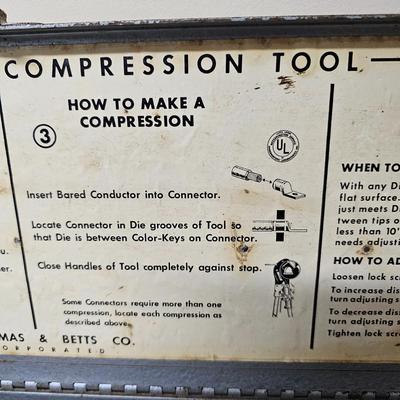 COMPRESSION TOOL
3
HOW TO MAKE A
COMPRESSION
UL
Insert Bared Conductor into Connector.
Locate Connector in Die grooves of Tool so
that Die is between Color-Keys on Connector.
Close Handles of Tool completely against stop.
Some Connectors require more than one
compression, locate each compression as
described above.
MAS & BETTS CO.
CORPORATED
WHEN TO
With any Di
flat surface.
just meets D
tween tips o
less than 10°
needs adjusti
HOW TO AD
Loosen lock s
To increase dis
turn adjusting s
To decrease dis
turn adjusting s
Tighten lock scr